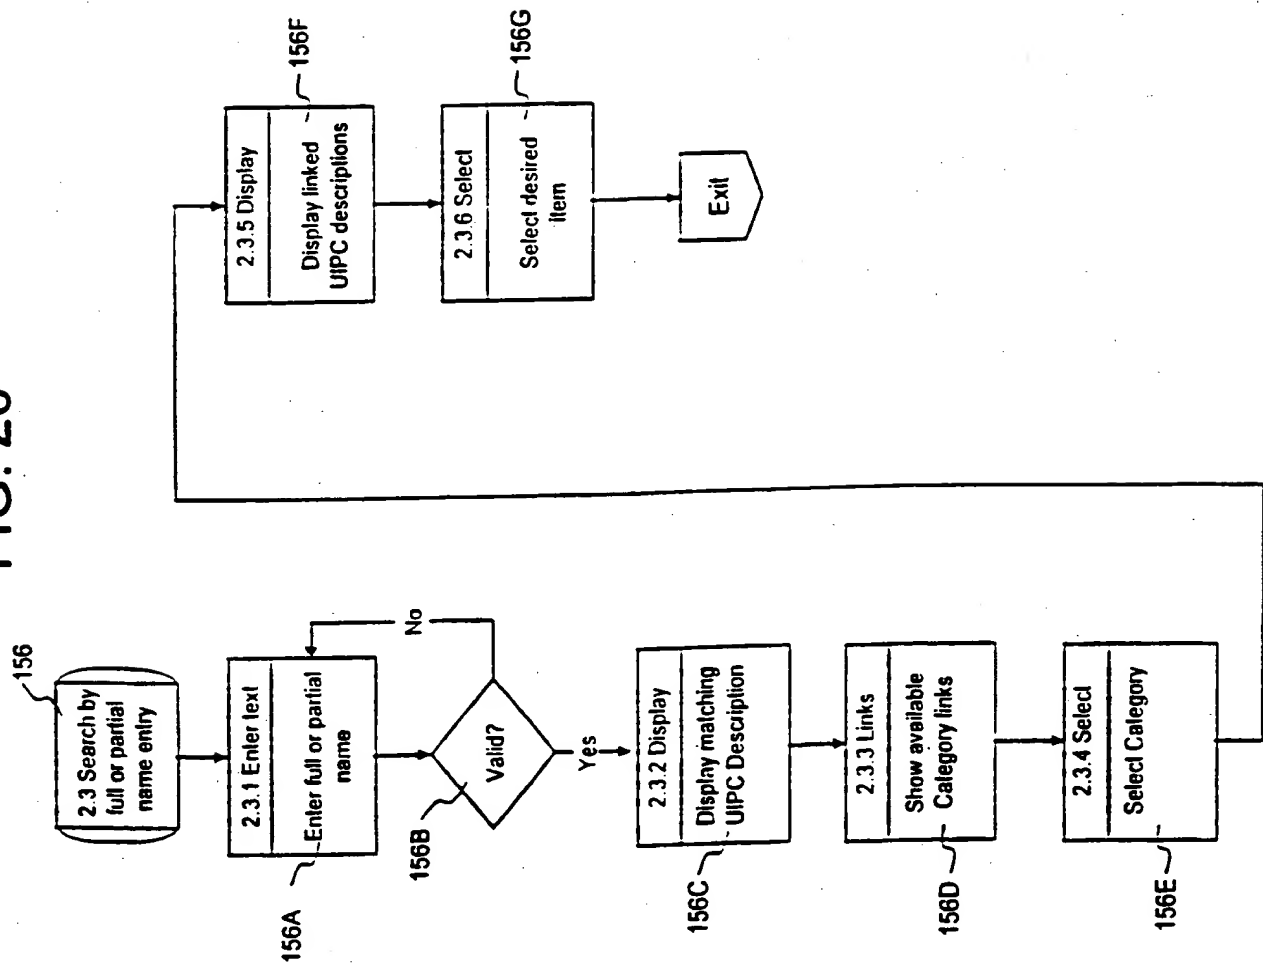 156
2.3 Search by
full or partial
name entry
2.3.1 Enter text
Enter full or partial
name
156A
No
Valid?
156B
Yes
2.3.2 Display
Display matching
UIPC Description
156C
2.3.3 Links
Show available
Category links
156D
2.3.4 Select
Select Category
156E
2.3.5 Display
Display linked
UIPC descriptions
156F
2.3.6 Select
Select desired
item
156G
Exit